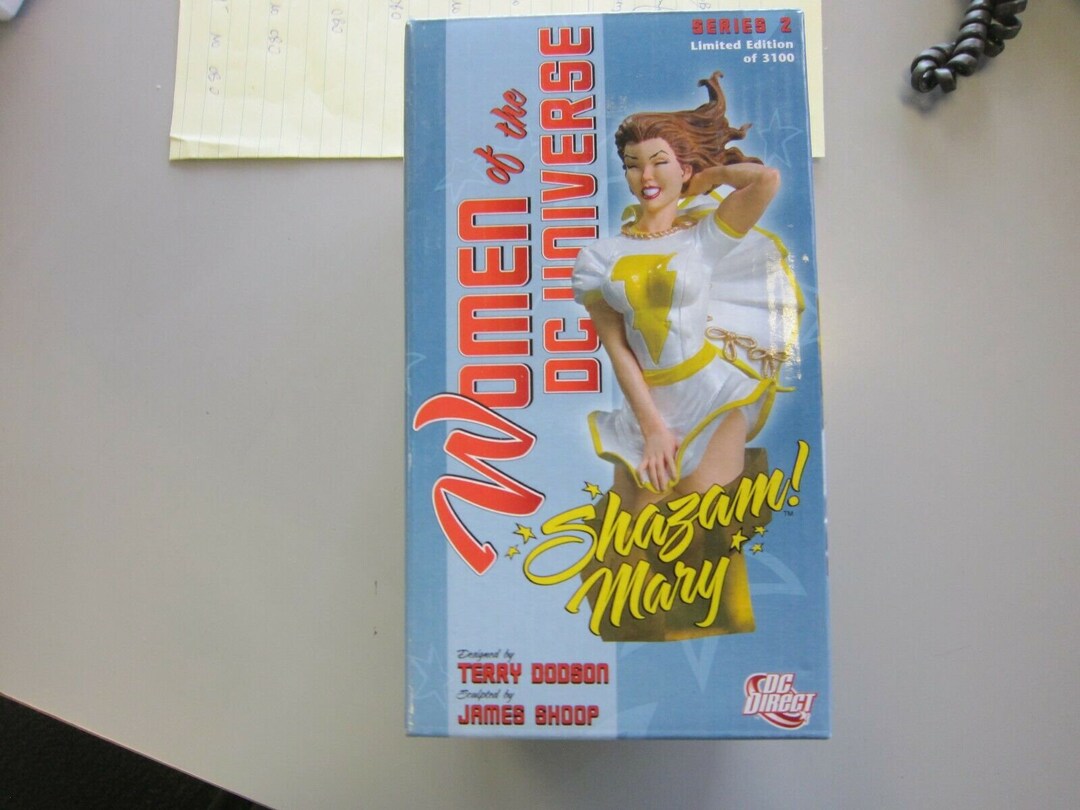 SERIES 2
Limited Edition
of 3100
WOMEN of the
DC UNIVERSE
Shazam!™
Mary
Designed by
TERRY DODSON
Sculpted by
JAMES SHOOP
DC
DIRECT